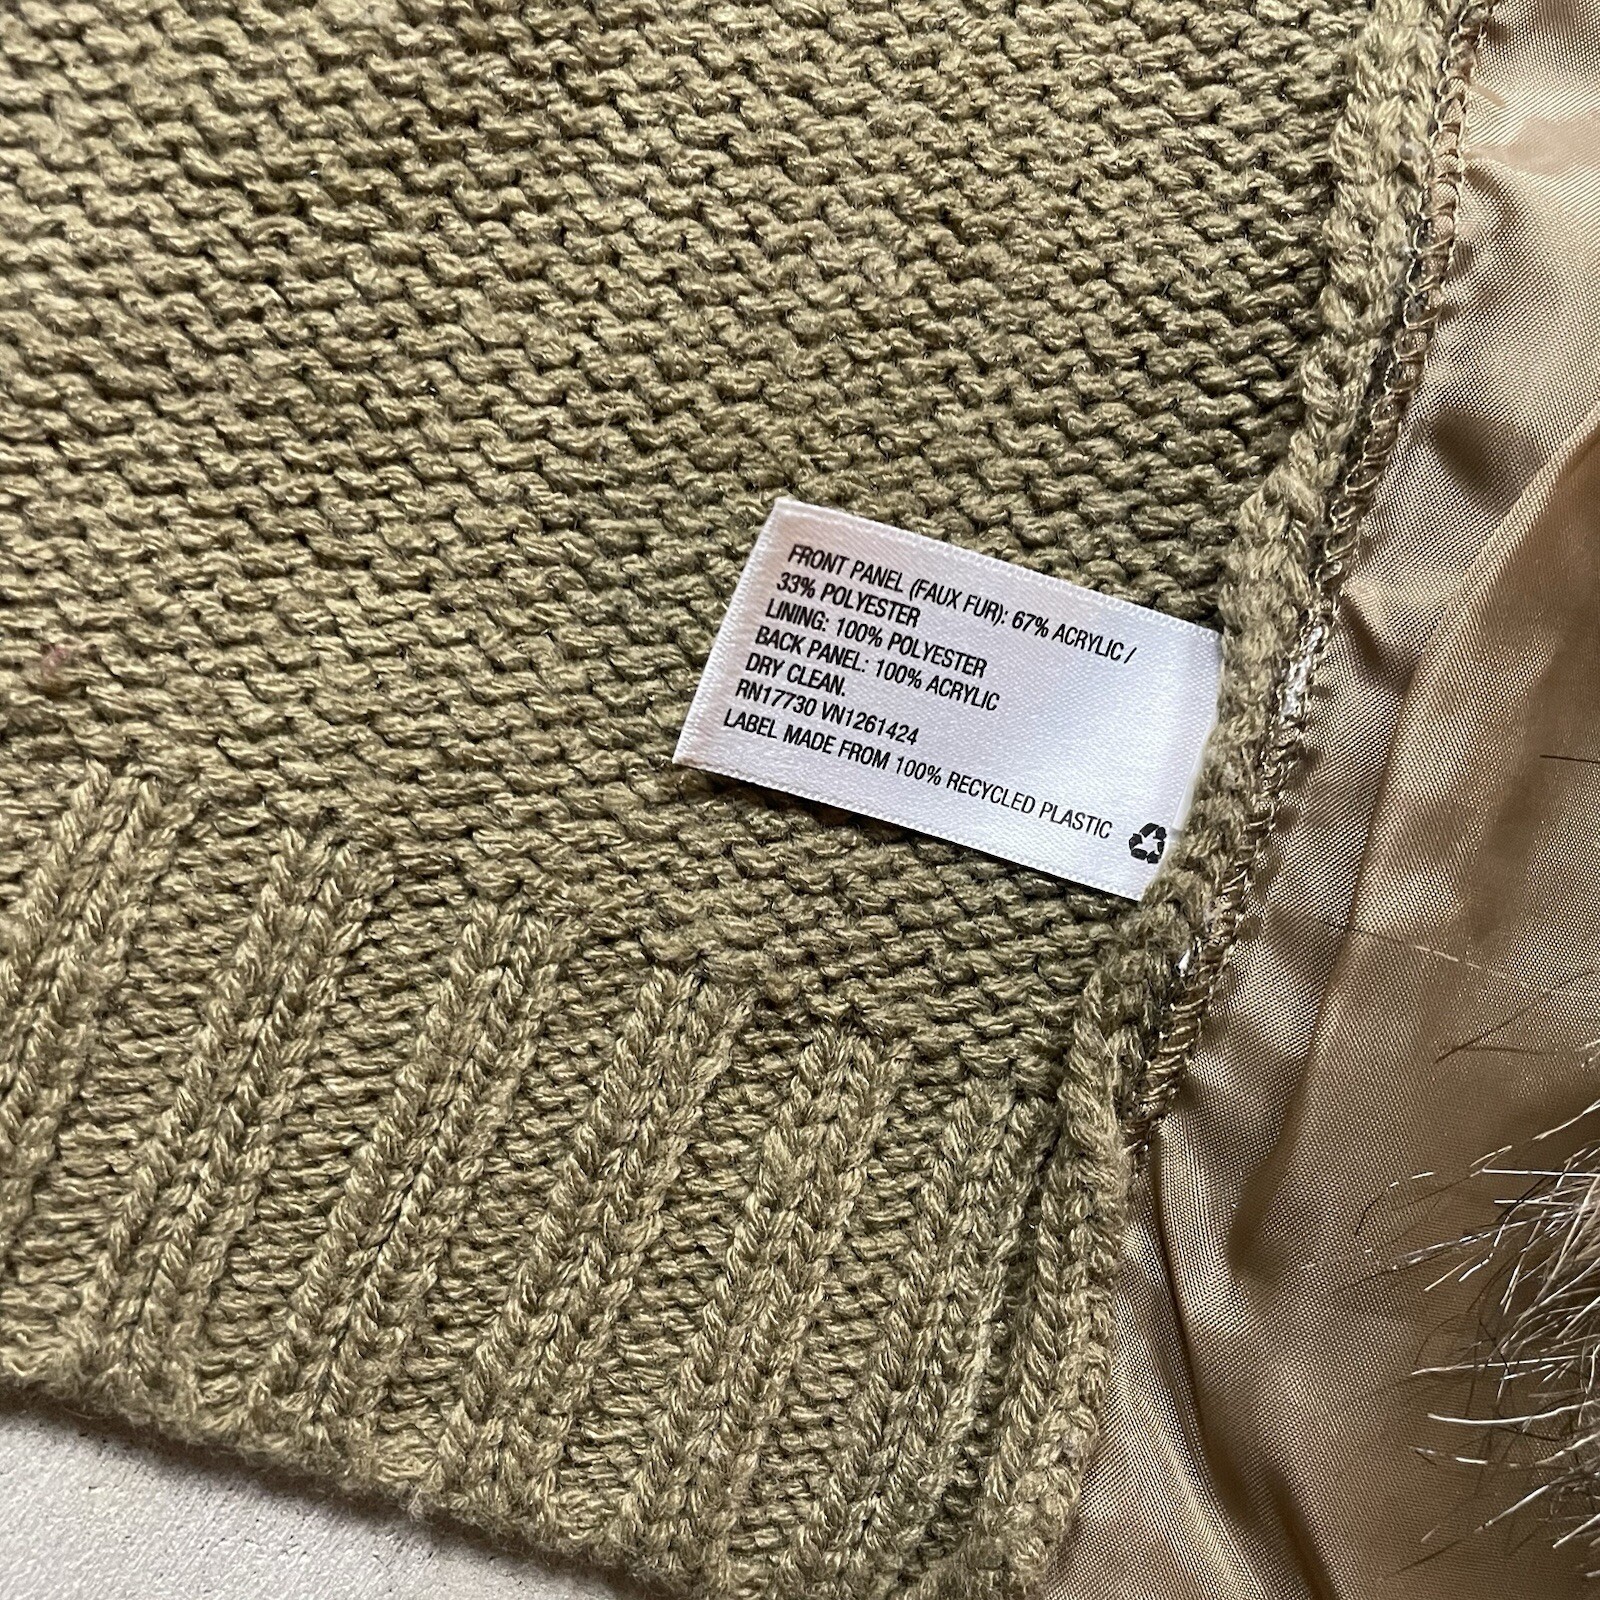 FRONT PANEL (FAUX FUR): 67% ACRYLIC /
33% POLYESTER
LINING: 100% POLYESTER
BACK PANEL: 100% ACRYLIC
DRY CLEAN.
RN17730 VN1261424
LABEL MADE FROM 100% RECYCLED PLASTIC